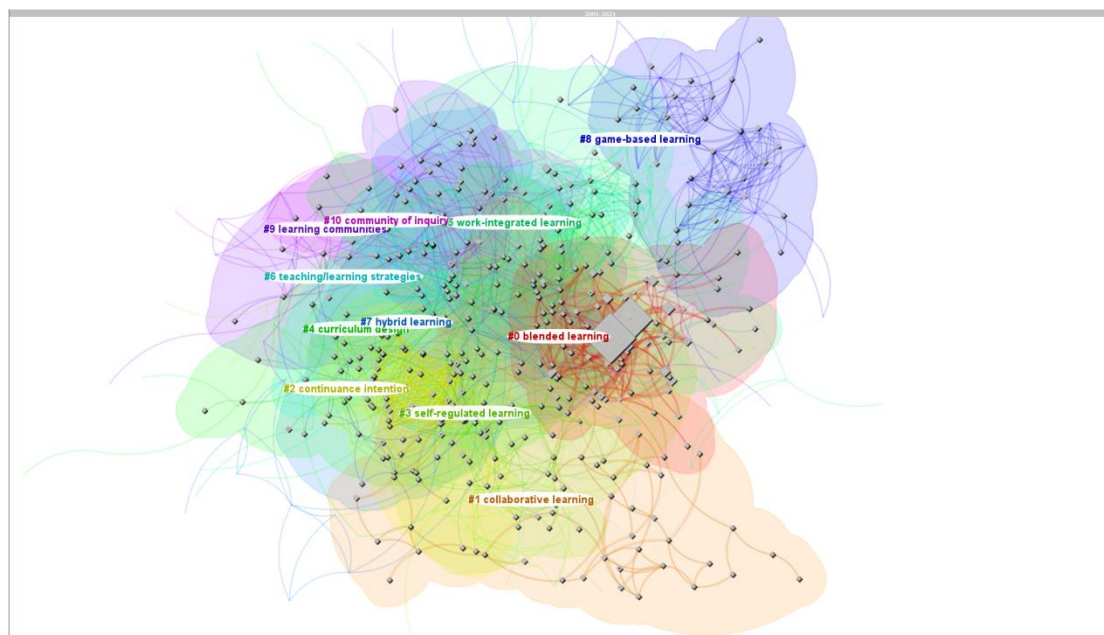 #8 game-based learning
#10 community of inquiry
5 work-integrated learning
#9 learning communities
#6 teaching/learning strategies
#7 hybrid learning
#4 curriculum design
#0 blended learning
#2 continuance intention
#3 self-regulated learning
#1 collaborative learning